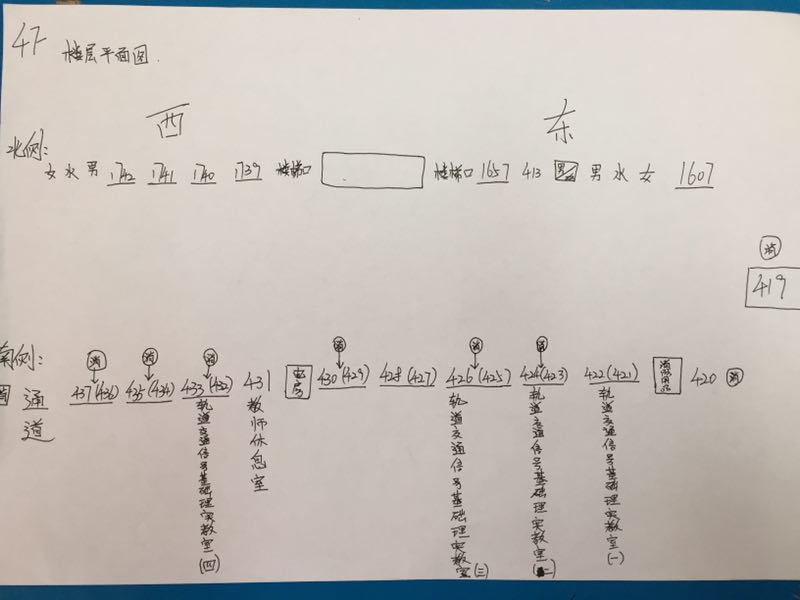 4F 楼层平面图.
西 东
北侧:
女 水 男 1742 1741 1740 1739 楼梯口 楼梯口 1657 413 男 水 女 1607
消
419
南侧:
消 消 消 消 消 消
通道 437(436) 435(434) 433(432) 431 430(429) 428(427) 426(425) 424(423) 422(421) 420 消
轨道交通信号基础理实教室(四)
教师休息室
轨道交通信号基础理实教室(三)
轨道交通信号基础理实教室(二)
轨道交通信号基础理实教室(一)